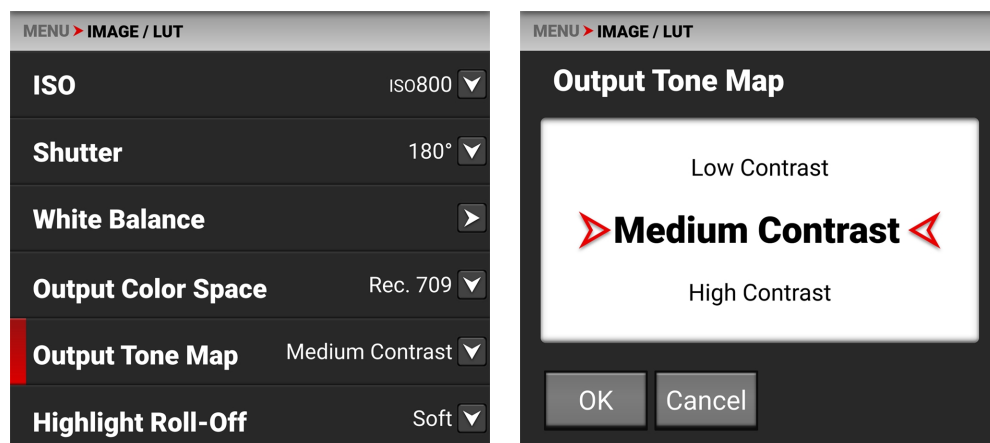 MENU IMAGE / LUT
ISO ISO800
Shutter 180°
White Balance
Output Color Space Rec. 709
Output Tone Map Medium Contrast
Highlight Roll-Off Soft
MENU IMAGE / LUT
Output Tone Map
Low Contrast
Medium Contrast
High Contrast
OK Cancel